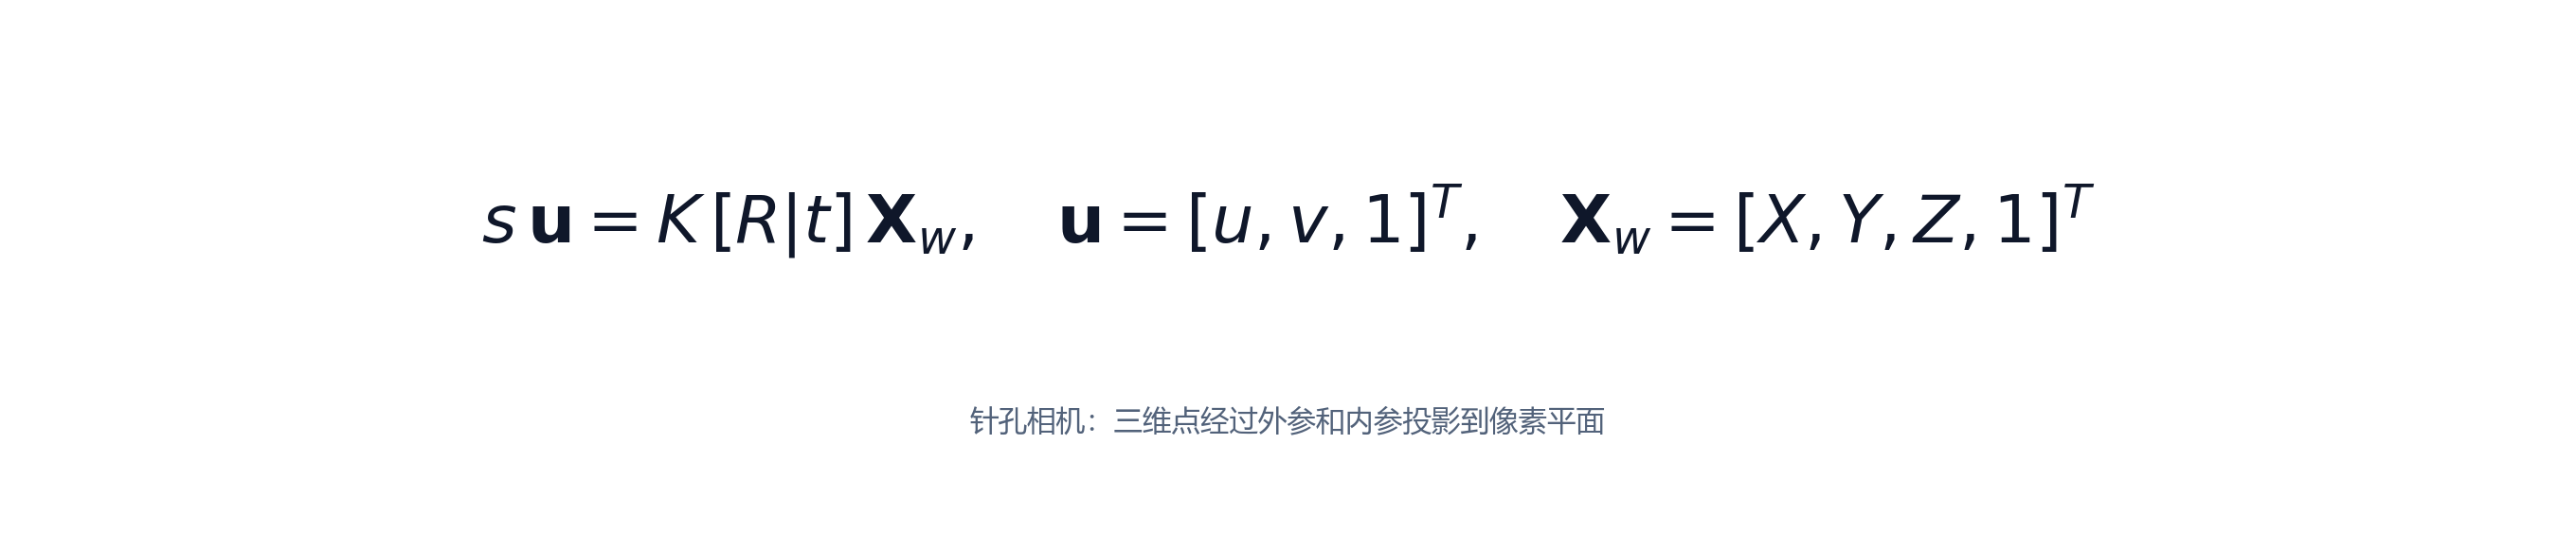 s u = K [R|t] X_w,    u = [u, v, 1]^T,    X_w = [X, Y, Z, 1]^T
针孔相机：三维点经过外参和内参投影到像素平面